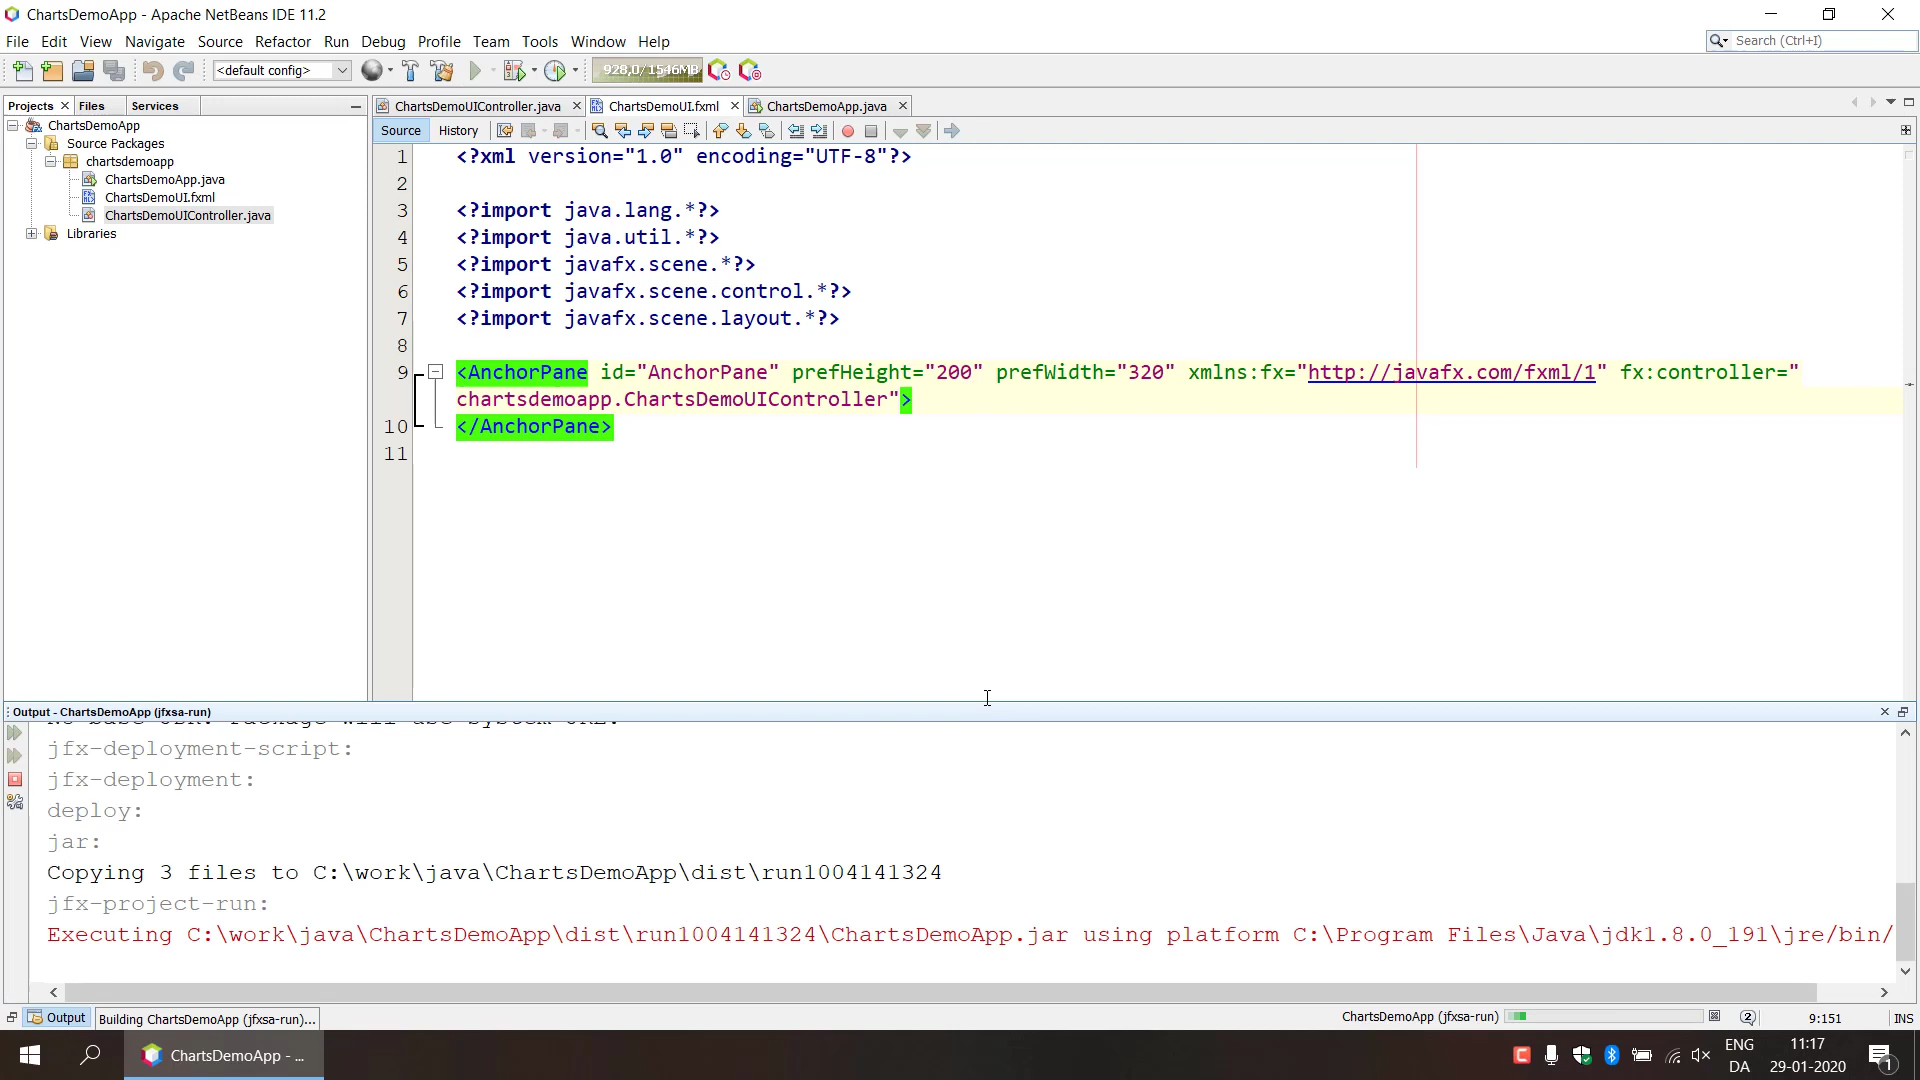 ChartsDemoApp - Apache NetBeans IDE 11.2
File Edit View Navigate Source Refactor Run Debug Profile Team Tools Window Help
Search (Ctrl+I)
<default config>
928,0/1546MB
Projects Files Services
ChartsDemoUIController.java ChartsDemoUI.fxml ChartsDemoApp.java
Source History
ChartsDemoApp
Source Packages
chartsdemoapp
ChartsDemoApp.java
ChartsDemoUI.fxml
ChartsDemoUIController.java
Libraries
1 <?xml version="1.0" encoding="UTF-8"?>
2
3 <?import java.lang.*?>
4 <?import java.util.*?>
5 <?import javafx.scene.*?>
6 <?import javafx.scene.control.*?>
7 <?import javafx.scene.layout.*?>
8
9 <AnchorPane id="AnchorPane" prefHeight="200" prefWidth="320" xmlns:fx="http://javafx.com/fxml/1" fx:controller="
chartsdemoapp.ChartsDemoUIController">
10 </AnchorPane>
11
Output - ChartsDemoApp (jfxsa-run)
jfx-deployment-script:
jfx-deployment:
deploy:
jar:
Copying 3 files to C:\work\java\ChartsDemoApp\dist\run1004141324
jfx-project-run:
Executing C:\work\java\ChartsDemoApp\dist\run1004141324\ChartsDemoApp.jar using platform C:\Program Files\Java\jdk1.8.0_191\jre/bin/
Output
Building ChartsDemoApp (jfxsa-run)...
ChartsDemoApp (jfxsa-run)
2
9:151
INS
ChartsDemoApp - ...
ENG
DA
11:17
29-01-2020
1